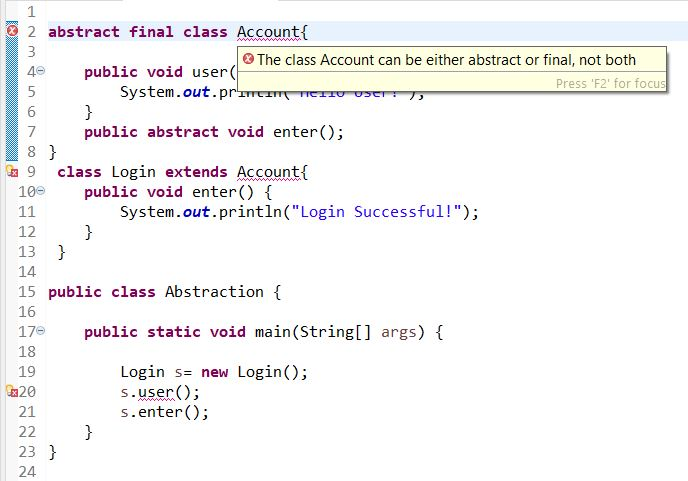 1
2 abstract final class Account{
3
The class Account can be either abstract or final, not both
Press 'F2' for focus
4 public void user(
5 System.out.println("hello user!");
6 }
7 public abstract void enter();
8 }
9 class Login extends Account{
10 public void enter() {
11 System.out.println("Login Successful!");
12 }
13 }
14
15 public class Abstraction {
16
17 public static void main(String[] args) {
18
19 Login s= new Login();
20 s.user();
21 s.enter();
22 }
23 }
24